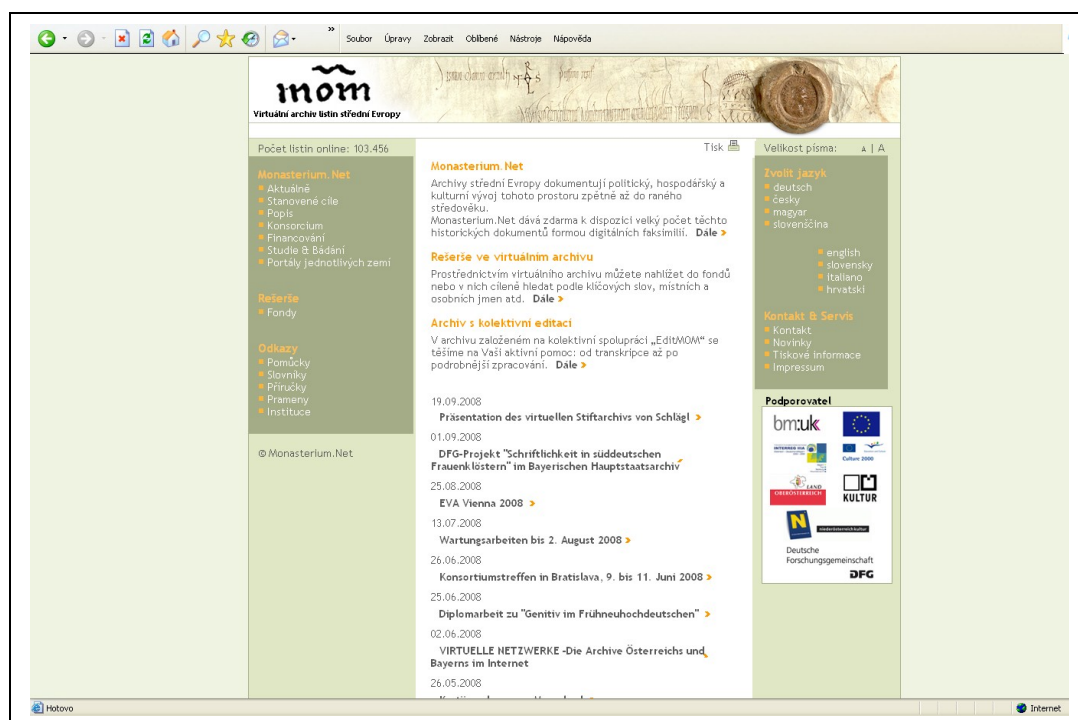 »
Soubor Úpravy Zobrazit Oblíbené Nástroje Nápověda
mom
Virtuální archiv listin střední Evropy
Počet listin online: 103.456
Monasterium.Net
Aktuálně
Stanovené cíle
Popis
Konsorcium
Financování
Studie & Bádání
Portály jednotlivých zemí
Rešerše
Fondy
Odkazy
Pomůcky
Slovníky
Příručky
Prameny
Instituce
© Monasterium.Net
Tisk
Monasterium.Net
Archivy střední Evropy dokumentují politický, hospodářský a
kulturní vývoj tohoto prostoru zpětně až do raného
středověku.
Monasterium.Net dává zdarma k dispozici velký počet těchto
historických dokumentů formou digitálních faksimilií. Dále >
Rešerše ve virtuálním archivu
Prostřednictvím virtuálního archivu můžete nahlížet do fondů
nebo v nich cíleně hledat podle klíčových slov, místních a
osobních jmen atd. Dále >
Archiv s kolektivní editací
V archivu založeném na kolektivní spolupráci „EditMOM“ se
těšíme na Vaši aktivní pomoc: od transkripce až po
podrobnější zpracování. Dále >
19.09.2008
Präsentation des virtuellen Stiftarchivs von Schlägl >
01.09.2008
DFG-Projekt "Schriftlichkeit in süddeutschen
Frauenklöstern" im Bayerischen Hauptstaatsarchiv
25.08.2008
EVA Vienna 2008 >
13.07.2008
Wartungsarbeiten bis 2. August 2008 >
26.06.2008
Konsortiumstreffen in Bratislava, 9. bis 11. Juni 2008 >
25.06.2008
Diplomarbeit zu "Genitiv im Frühneuhochdeutschen" >
02.06.2008
VIRTUELLE NETZWERKE -Die Archive Österreichs und
Bayerns im Internet
26.05.2008
Velikost písma: A | A
Zvolit jazyk
deutsch
česky
magyar
slovenščina
english
slovensky
italiano
hrvatski
Kontakt & Servis
Kontakt
Novinky
Tiskové informace
Impressum
Podporovatel
bm:uk
Culture 2000
LAND
OBERÖSTERREICH
KULTUR
N
niederösterreich kultur
Deutsche
Forschungsgemeinschaft
DFG
Hotovo
Internet